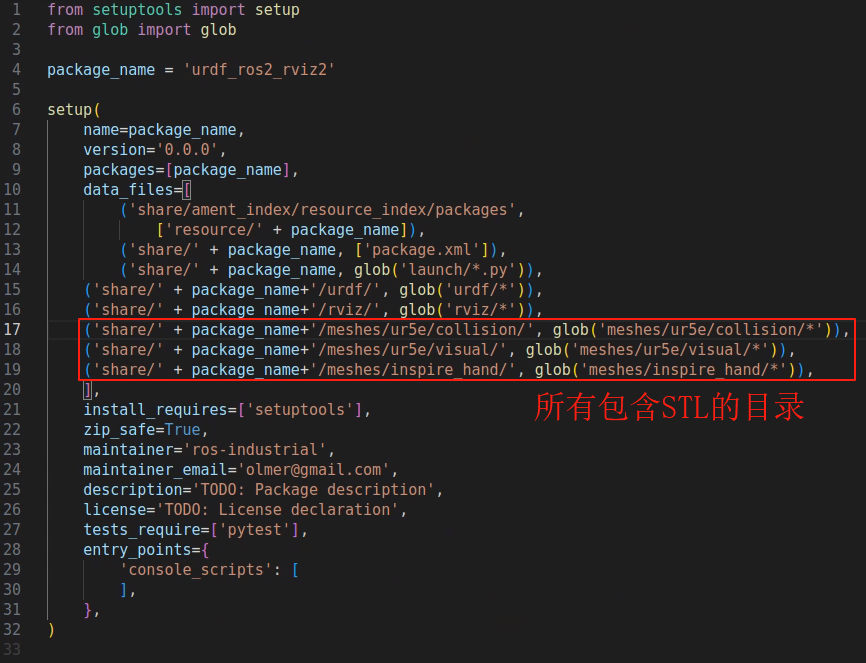 1 from setuptools import setup
2 from glob import glob
3
4 package_name = 'urdf_ros2_rviz2'
5
6 setup(
7     name=package_name,
8     version='0.0.0',
9     packages=[package_name],
10     data_files=[
11         ('share/ament_index/resource_index/packages',
12             ['resource/' + package_name]),
13         ('share/' + package_name, ['package.xml']),
14         ('share/' + package_name, glob('launch/*.py')),
15     ('share/' + package_name+'/urdf/', glob('urdf/*')),
16     ('share/' + package_name+'/rviz/', glob('rviz/*')),
17     ('share/' + package_name+'/meshes/ur5e/collision/', glob('meshes/ur5e/collision/*')),
18     ('share/' + package_name+'/meshes/ur5e/visual/', glob('meshes/ur5e/visual/*')),
19     ('share/' + package_name+'/meshes/inspire_hand/', glob('meshes/inspire_hand/*')),
20     ],
所有包含STL的目录
21     install_requires=['setuptools'],
22     zip_safe=True,
23     maintainer='ros-industrial',
24     maintainer_email='olmer@gmail.com',
25     description='TODO: Package description',
26     license='TODO: License declaration',
27     tests_require=['pytest'],
28     entry_points={
29         'console_scripts': [
30         ],
31     },
32 )
33